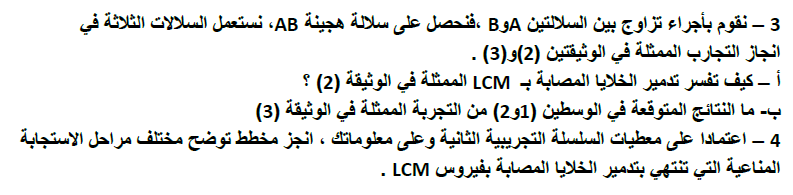 3 – نقوم بأجراء تزاوج بين السلالتين AوB ،فنحصل على سلالة هجينة AB، نستعمل السلالات الثلاثة في
انجاز التجارب الممثلة في الوثيقتين (2)و(3) .
أ – كيف تفسر تدمير الخلايا المصابة بـ LCM الممثلة في الوثيقة (2) ؟
ب- ما النتائج المتوقعة في الوسطين (1و2) من التجربة الممثلة في الوثيقة (3)
4 – اعتمادا على معطيات السلسلة التجريبية الثانية وعلى معلوماتك ، انجز مخطط توضح مختلف مراحل الاستجابة
المناعية التي تنتهي بتدمير الخلايا المصابة بفيروس LCM .